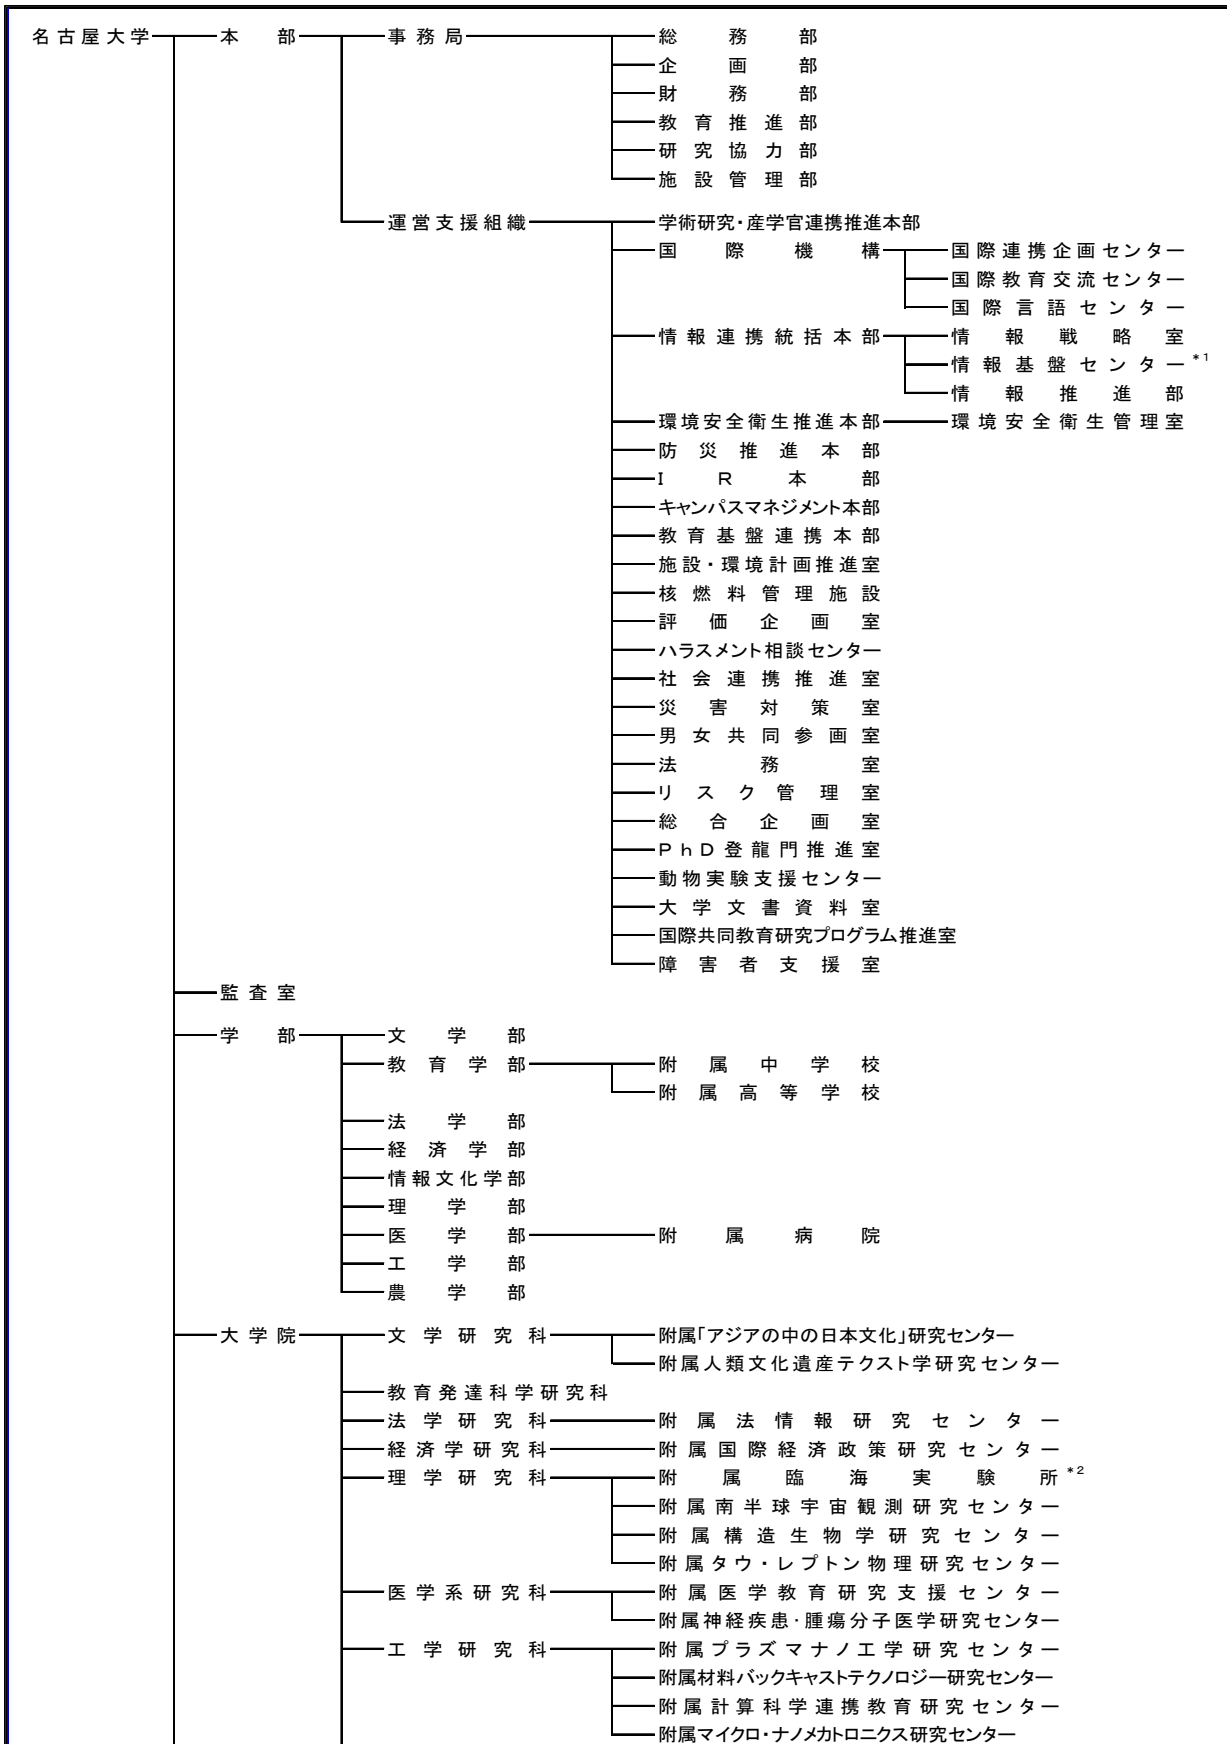 名古屋大学 本部 事務局 総務部
企画部
財務部
教育推進部
研究協力部
施設管理部
運営支援組織 学術研究・産学官連携推進本部
国際機構 国際連携企画センター
国際教育交流センター
国際言語センター
情報連携統括本部 情報戦略室
情報基盤センター*1
情報推進部
環境安全衛生推進本部 環境安全衛生管理室
防災推進本部
IR本部
キャンパスマネジメント本部
教育基盤連携本部
施設・環境計画推進室
核燃料管理施設
評価企画室
ハラスメント相談センター
社会連携推進室
災害対策室
男女共同参画室
法務室
リスク管理室
総合企画室
PhD登龍門推進室
動物実験支援センター
大学文書資料室
国際共同教育研究プログラム推進室
障害者支援室
監査室
学部 文学部
教育学部 附属中学校
附属高等学校
法学部
経済学部
情報文化学部
理学部
医学部 附属病院
工学部
農学部
大学院 文学研究科 附属「アジアの中の日本文化」研究センター
附属人類文化遺産テクスト学研究センター
教育発達科学研究科
法学研究科 附属法情報研究センター
経済学研究科 附属国際経済政策研究センター
理学研究科 附属臨海実験所*2
附属南半球宇宙観測研究センター
附属構造生物学研究センター
附属タウ・レプトン物理研究センター
医学系研究科 附属医学教育研究支援センター
附属神経疾患・腫瘍分子医学研究センター
工学研究科 附属プラズマナノ工学研究センター
附属材料バックキャストテクノロジー研究センター
附属計算科学連携教育研究センター
附属マイクロ・ナノメカトロニクス研究センター